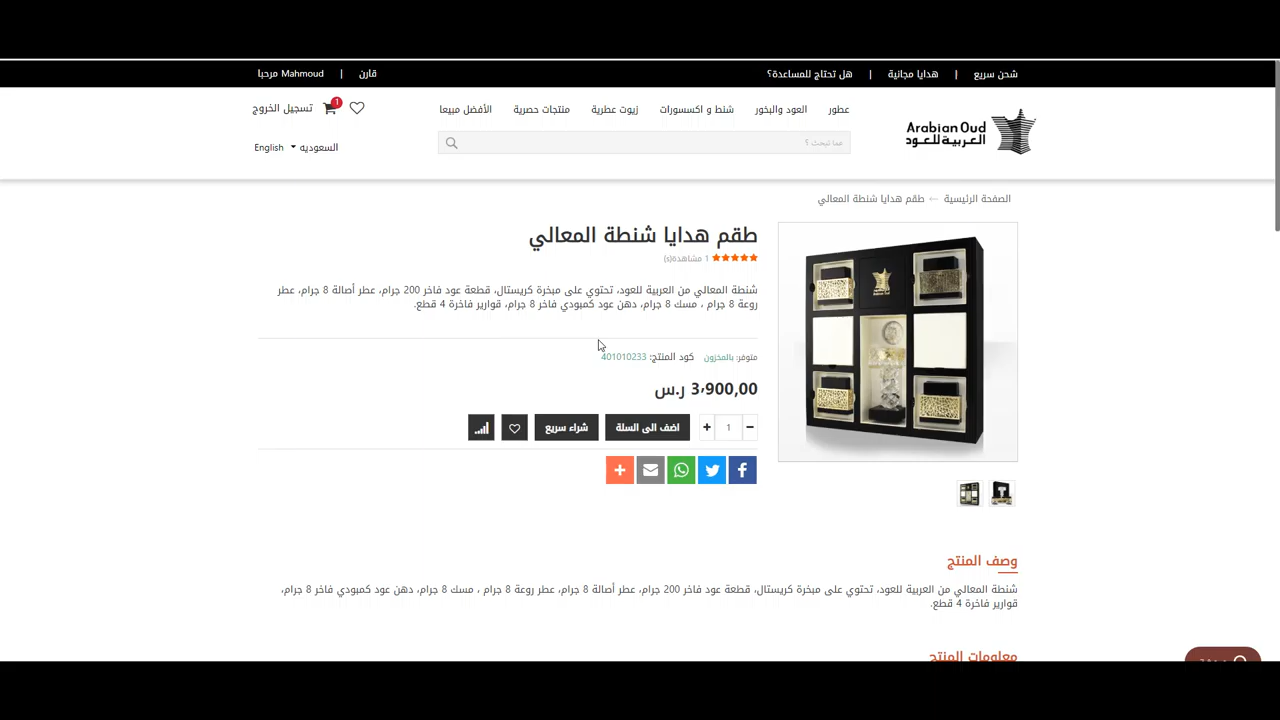 شحن سريع | هدايا مجانية | هل تحتاج للمساعدة؟
قارن | Mahmoud مرحبا
Arabian Oud
العربية للعود
عطور العود والبخور شنط و اكسسورات زيوت عطرية منتجات حصرية الأفضل مبيعا
1 تسجيل الخروج
عما تبحث ؟
السعوديه English
الصفحة الرئيسية ← طقم هدايا شنطة المعالي
طقم هدايا شنطة المعالي
1 مشاهدة(s)
شنطة المعالي من العربية للعود، تحتوي على مبخرة كريستال، قطعة عود فاخر 200 جرام، عطر أصالة 8 جرام، عطر
روعة 8 جرام ، مسك 8 جرام، دهن عود كمبودي فاخر 8 جرام، قوارير فاخرة 4 قطع.
متوفر: بالمخزون كود المنتج: 401010233
3٬900,00 ر.س
- 1 + اضف الى السلة شراء سريع
Arabian Oud
وصف المنتج
شنطة المعالي من العربية للعود، تحتوي على مبخرة كريستال، قطعة عود فاخر 200 جرام، عطر أصالة 8 جرام، عطر روعة 8 جرام ، مسك 8 جرام، دهن عود كمبودي فاخر 8 جرام،
قوارير فاخرة 4 قطع.
معلومات المنتج